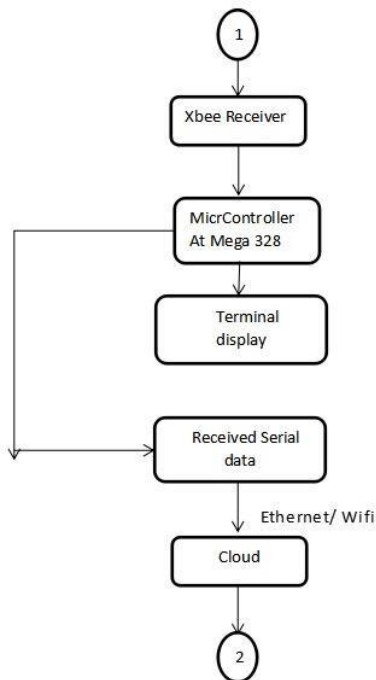 1
Xbee Receiver
MicrController
At Mega 328
Terminal
display
Received Serial
data
Ethernet/ Wifi
Cloud
2